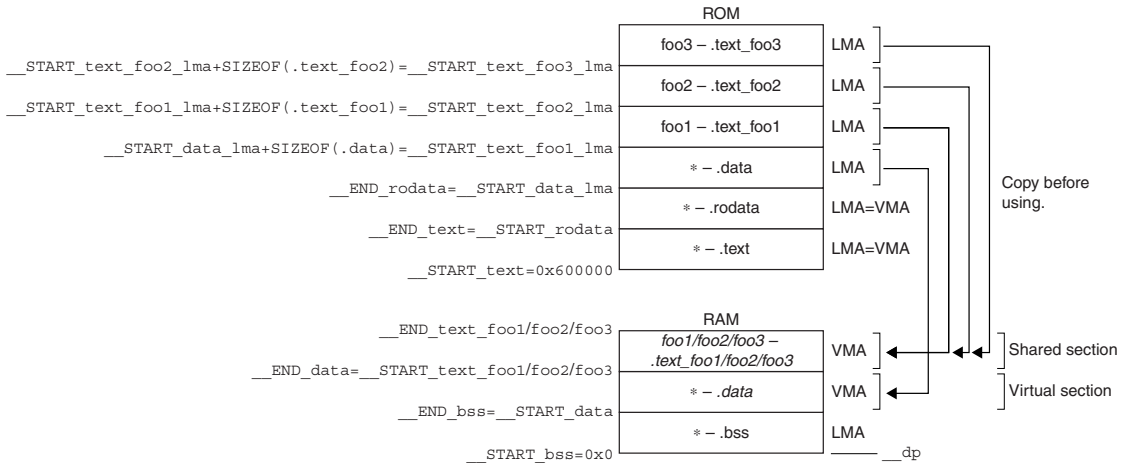 ROM
foo3 – .text_foo3 LMA
__START_text_foo2_lma+SIZEOF(.text_foo2)=__START_text_foo3_lma
foo2 – .text_foo2 LMA
__START_text_foo1_lma+SIZEOF(.text_foo1)=__START_text_foo2_lma
foo1 – .text_foo1 LMA
__START_data_lma+SIZEOF(.data)=__START_text_foo1_lma
* – .data LMA
__END_rodata=__START_data_lma
* – .rodata LMA=VMA
__END_text=__START_rodata
* – .text LMA=VMA
__START_text=0x600000
Copy before
using.
RAM
__END_text_foo1/foo2/foo3
foo1/foo2/foo3 –
.text_foo1/foo2/foo3
VMA Shared section
__END_data=__START_text_foo1/foo2/foo3
* – .data VMA Virtual section
__END_bss=__START_data
* – .bss LMA
__START_bss=0x0 __dp